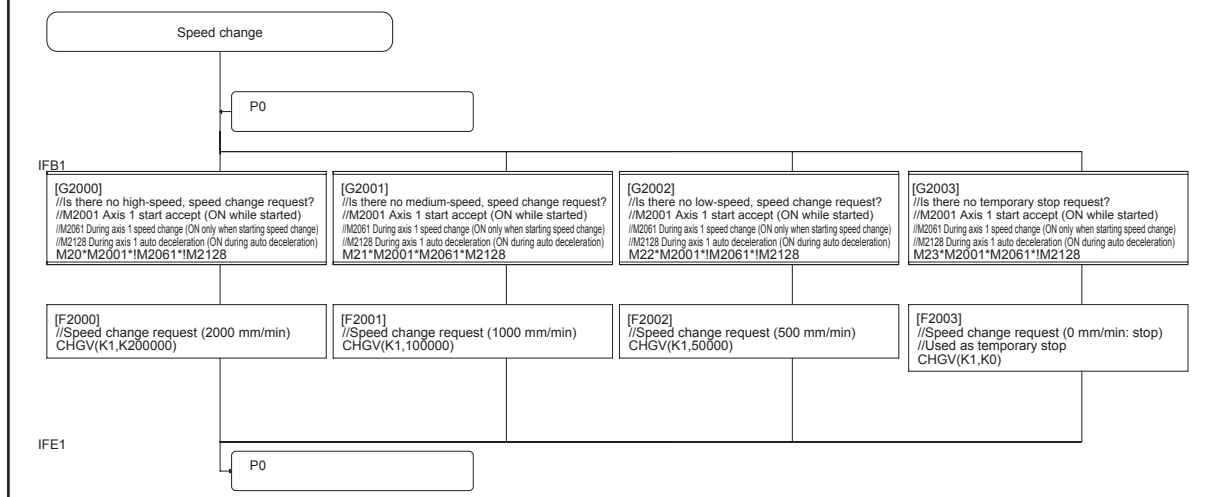 Speed change
P0
IFB1
[G2000]
//Is there no high-speed, speed change request?
//M2001 Axis 1 start accept (ON while started)
//M2061 During axis 1 speed change (ON only when starting speed change)
//M2128 During axis 1 auto deceleration (ON during auto deceleration)
M20*M2001*!M2061*!M2128
[G2001]
//Is there no medium-speed, speed change request?
//M2001 Axis 1 start accept (ON while started)
//M2061 During axis 1 speed change (ON only when starting speed change)
//M2128 During axis 1 auto deceleration (ON during auto deceleration)
M21*M2001*M2061*M2128
[G2002]
//Is there no low-speed, speed change request?
//M2001 Axis 1 start accept (ON while started)
//M2061 During axis 1 speed change (ON only when starting speed change)
//M2128 During axis 1 auto deceleration (ON during auto deceleration)
M22*M2001*!M2061*!M2128
[G2003]
//Is there no temporary stop request?
//M2001 Axis 1 start accept (ON while started)
//M2061 During axis 1 speed change (ON only when starting speed change)
//M2128 During axis 1 auto deceleration (ON during auto deceleration)
M23*M2001*M2061*!M2128
[F2000]
//Speed change request (2000 mm/min)
CHGV(K1,K200000)
[F2001]
//Speed change request (1000 mm/min)
CHGV(K1,100000)
[F2002]
//Speed change request (500 mm/min)
CHGV(K1,50000)
[F2003]
//Speed change request (0 mm/min: stop)
//Used as temporary stop
CHGV(K1,K0)
IFE1
P0